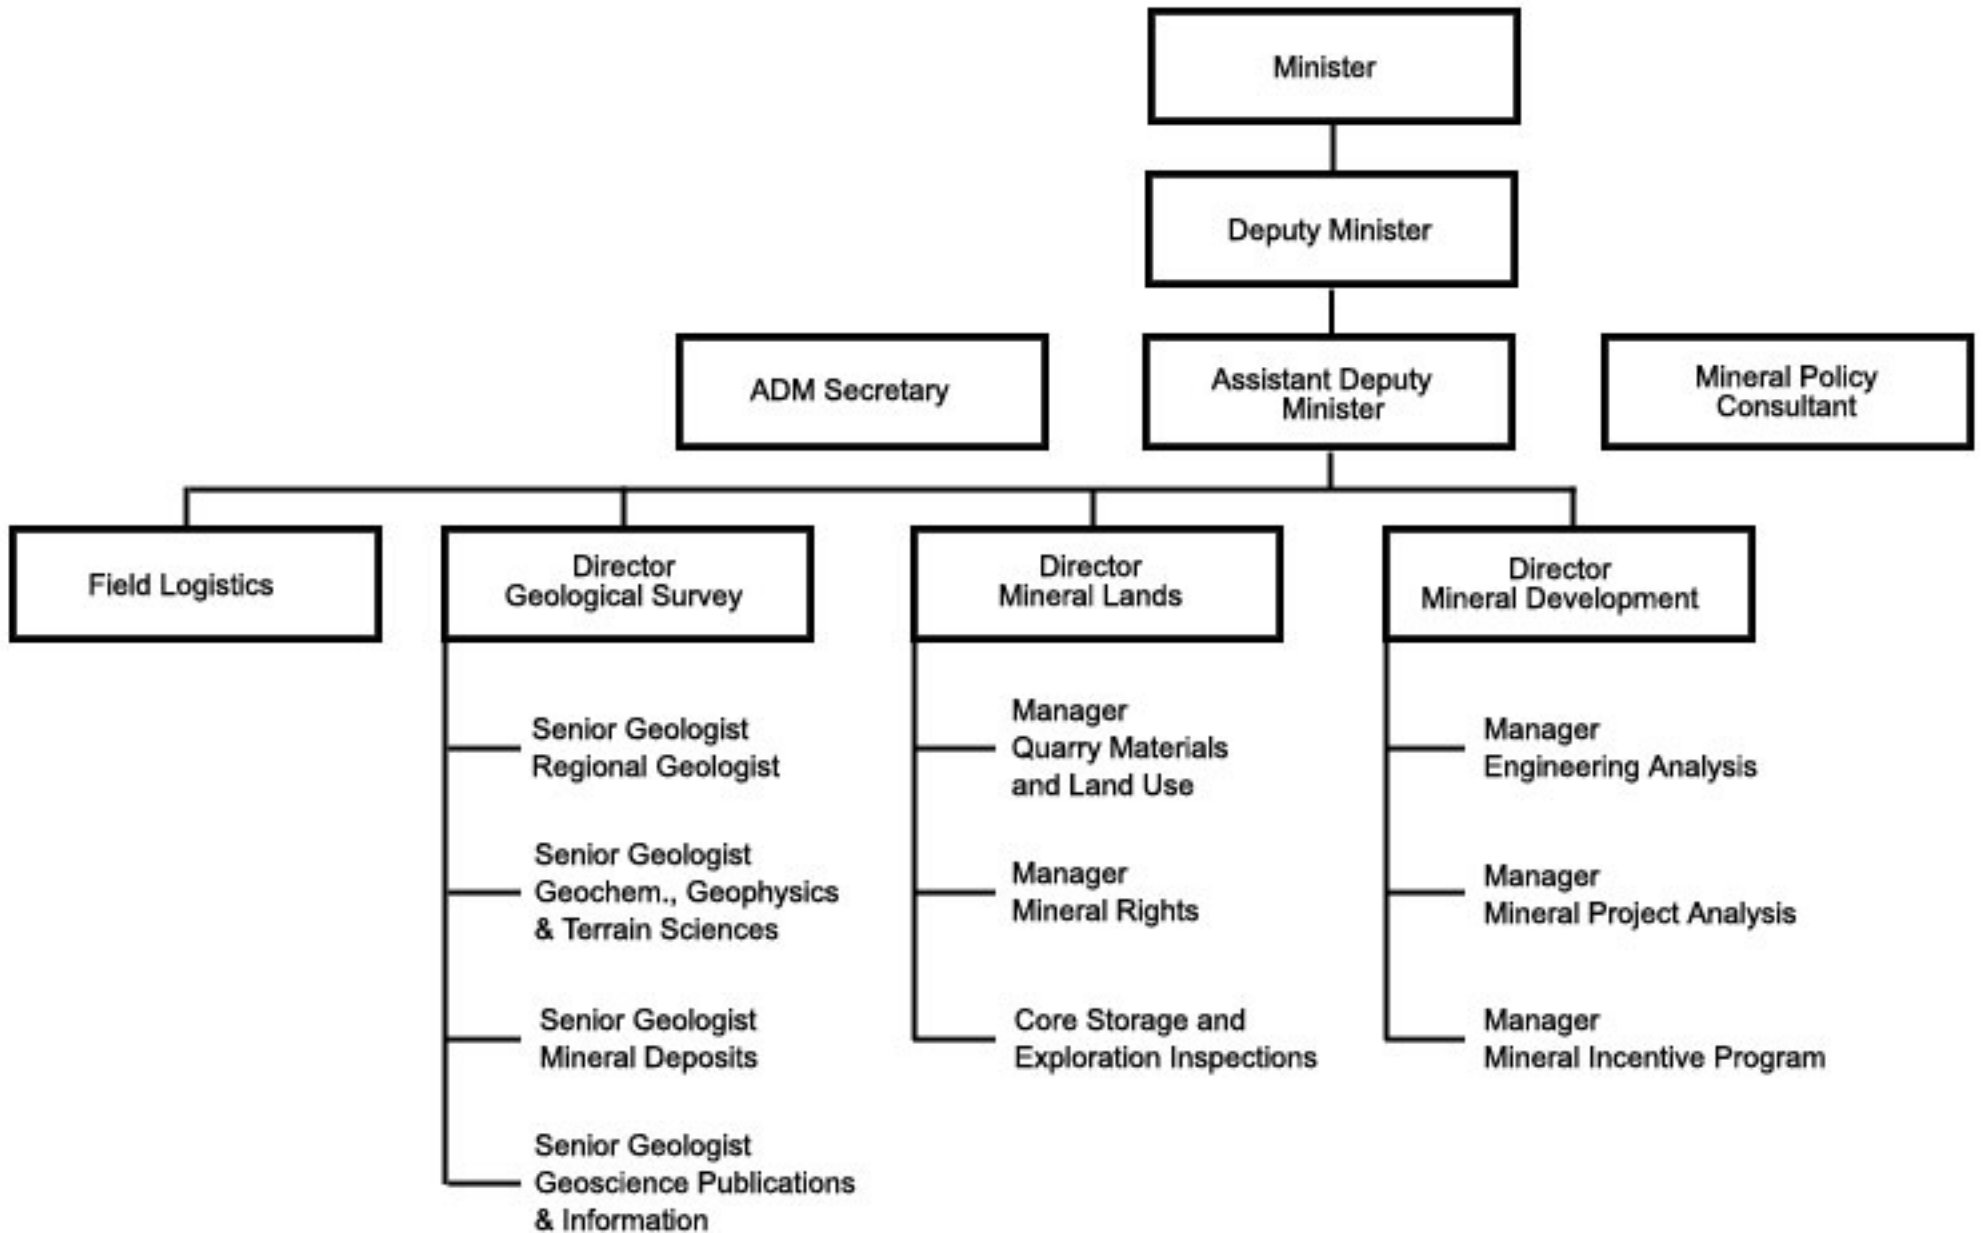 Minister
Deputy Minister
ADM Secretary
Assistant Deputy
Minister
Mineral Policy
Consultant
Field Logistics
Director
Geological Survey
Director
Mineral Lands
Director
Mineral Development
Senior Geologist
Regional Geologist
Senior Geologist
Geochem., Geophysics
& Terrain Sciences
Senior Geologist
Mineral Deposits
Senior Geologist
Geoscience Publications
& Information
Manager
Quarry Materials
and Land Use
Manager
Mineral Rights
Core Storage and
Exploration Inspections
Manager
Engineering Analysis
Manager
Mineral Project Analysis
Manager
Mineral Incentive Program